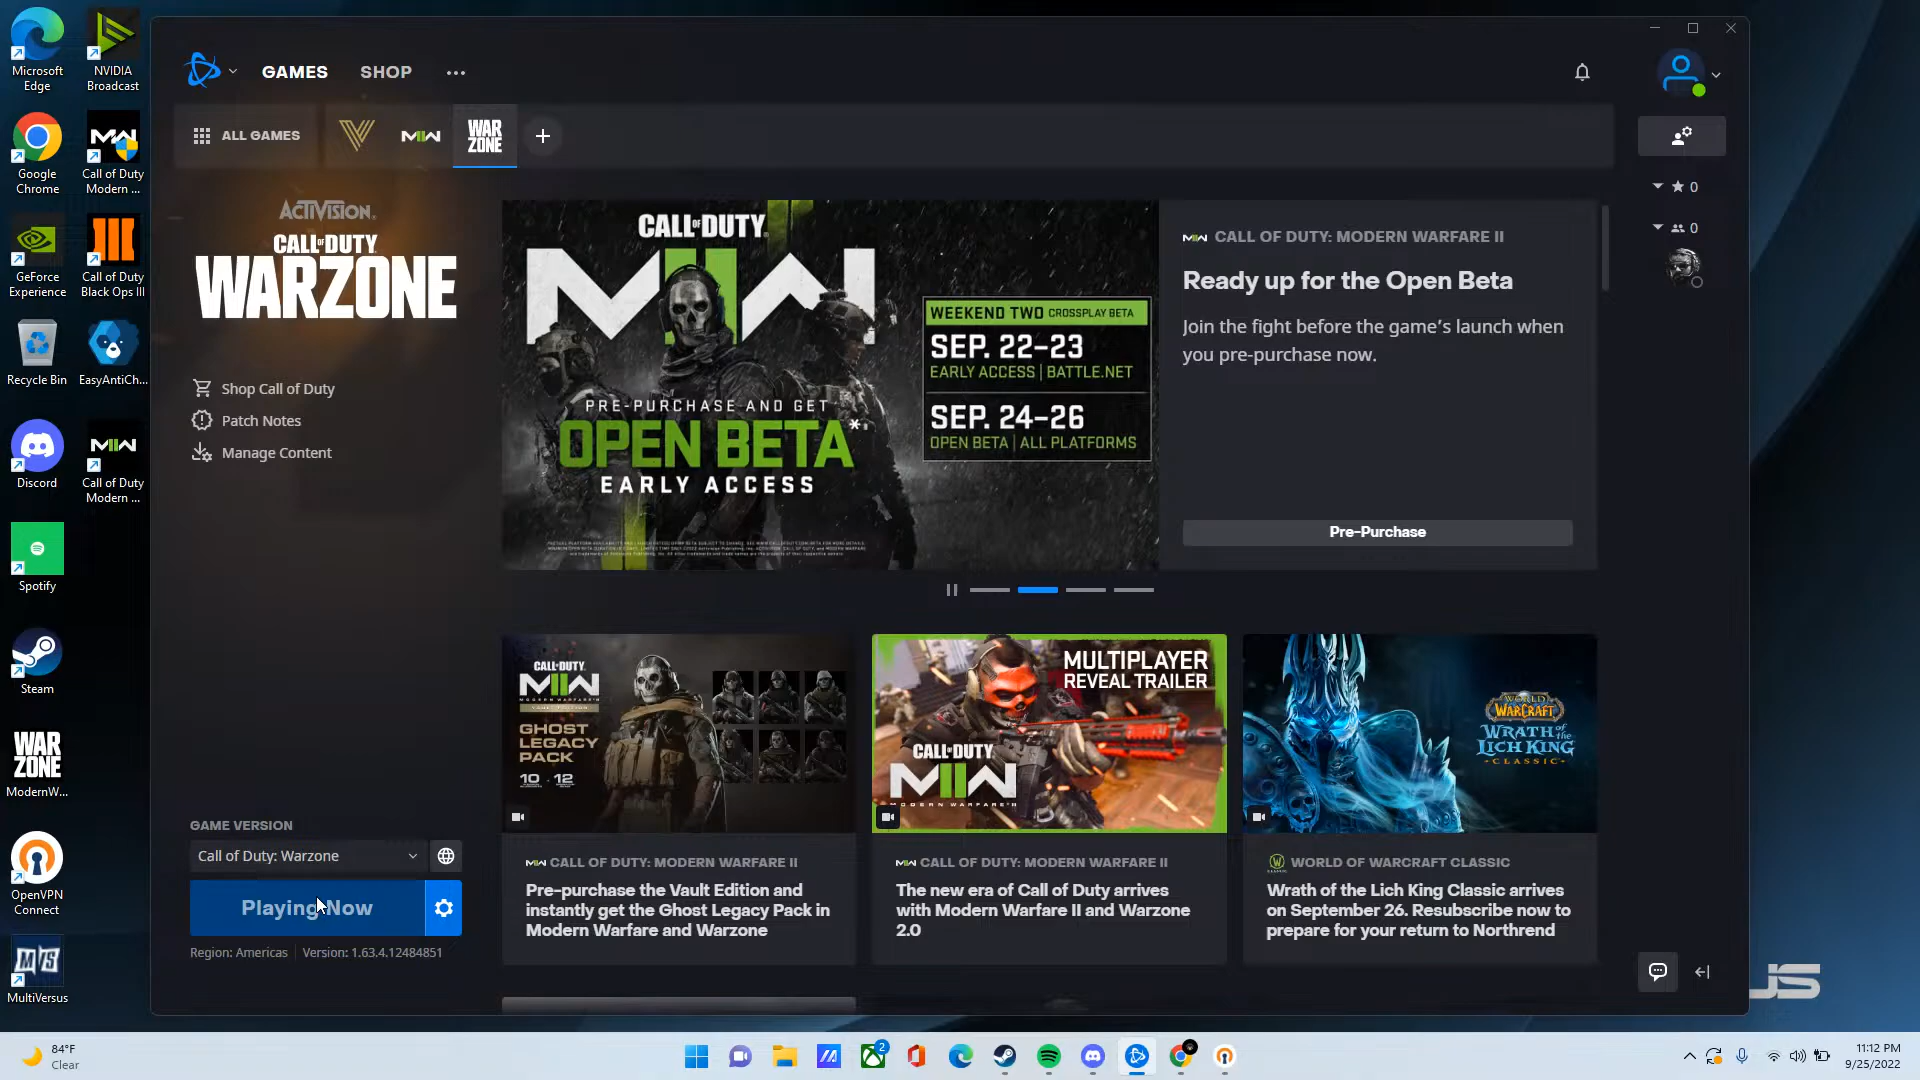 Microsoft
Edge
NVIDIA
Broadcast
Google
Chrome
Call of Duty
Modern ...
GeForce
Experience
Call of Duty
Black Ops III
Recycle Bin
EasyAntiCh...
Discord
Call of Duty
Modern ...
Spotify
Steam
WAR
ZONE
ModernW...
OpenVPN
Connect
MultiVersus
GAMES
SHOP
ALL GAMES
WAR
ZONE
ACTIVISION.
CALL OF DUTY
WARZONE
Shop Call of Duty
Patch Notes
Manage Content
GAME VERSION
Call of Duty: Warzone
Playing Now
Region: Americas
Version: 1.63.4.12484851
CALL OF DUTY
MWII
PRE-PURCHASE AND GET
OPEN BETA*
EARLY ACCESS
WEEKEND TWO CROSSPLAY BETA
SEP. 22-23
EARLY ACCESS | BATTLE.NET
SEP. 24-26
OPEN BETA | ALL PLATFORMS
CALL OF DUTY: MODERN WARFARE II
Ready up for the Open Beta
Join the fight before the game's launch when
you pre-purchase now.
Pre-Purchase
0
0
CALL OF DUTY
MWII
GHOST
LEGACY
PACK
10 . 12
CALL OF DUTY: MODERN WARFARE II
Pre-purchase the Vault Edition and
instantly get the Ghost Legacy Pack in
Modern Warfare and Warzone
MULTIPLAYER
REVEAL TRAILER
CALL OF DUTY
MWII
MODERN WARFARE II
CALL OF DUTY: MODERN WARFARE II
The new era of Call of Duty arrives
with Modern Warfare II and Warzone
2.0
WORLD
OF
WARCRAFT
WRATH
of the
LICH KING
-CLASSIC-
WORLD OF WARCRAFT CLASSIC
Wrath of the Lich King Classic arrives
on September 26. Resubscribe now to
prepare for your return to Northrend
84°F
Clear
2
11:12 PM
9/25/2022